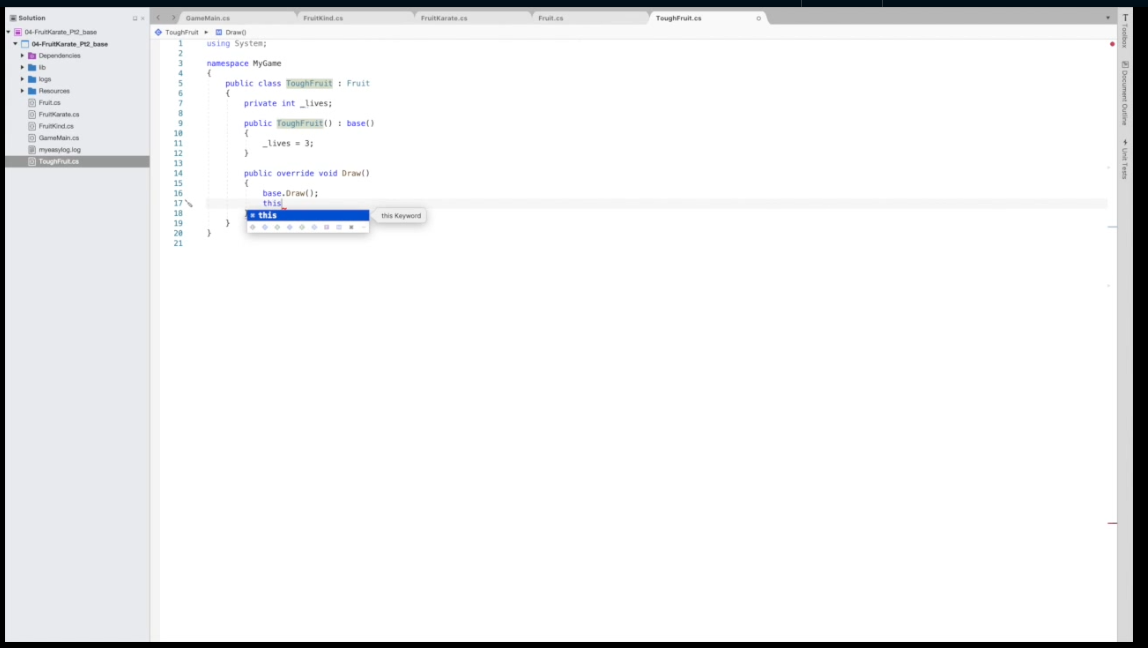 Solution
GameMain.cs
FruitKind.cs
FruitKarate.cs
Fruit.cs
ToughFruit.cs
04-FruitKarate_Pt2_base
04-FruitKarate_Pt2_base
Dependencies
lib
logs
Resources
Fruit.cs
FruitKarate.cs
FruitKind.cs
GameMain.cs
myeasylog.log
ToughFruit.cs
ToughFruit
Draw()
1 using System;
2
3 namespace MyGame
4 {
5 public class ToughFruit : Fruit
6 {
7 private int _lives;
8
9 public ToughFruit() : base()
10 {
11 _lives = 3;
12 }
13
14 public override void Draw()
15 {
16 base.Draw();
17 this
18
19 }
20 }
21
this
this Keyword
Toolbox
Document Outline
Unit Tests